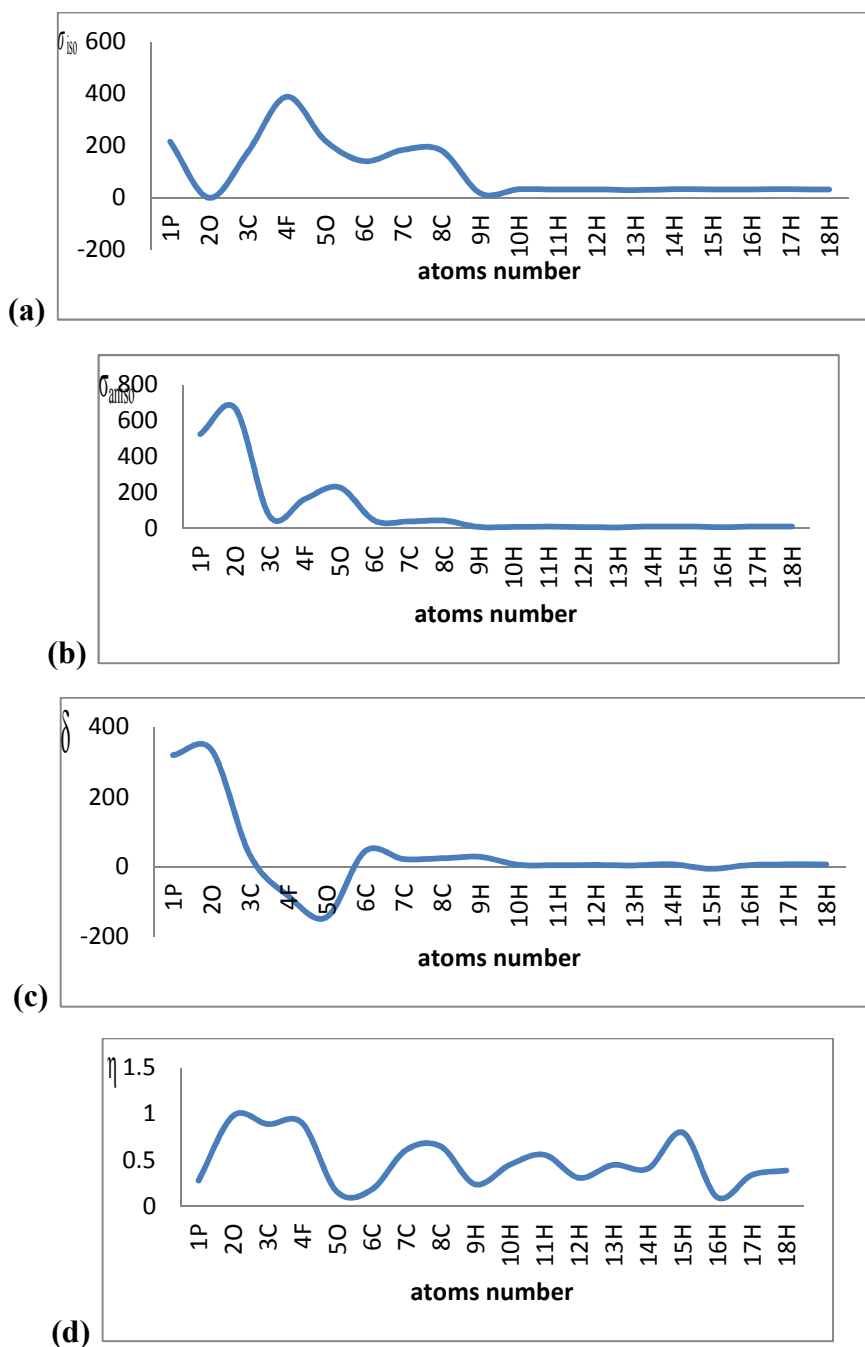 σiso 600
400
200
0
-200
1P 2O 3C 4F 5O 6C 7C 8C 9H 10H 11H 12H 13H 14H 15H 16H 17H 18H
atoms number
(a)
σaniso 800
600
400
200
0
1P 2O 3C 4F 5O 6C 7C 8C 9H 10H 11H 12H 13H 14H 15H 16H 17H 18H
atoms number
(b)
δ 400
200
0
-200
1P 2O 3C 4F 5O 6C 7C 8C 9H 10H 11H 12H 13H 14H 15H 16H 17H 18H
atoms number
(c)
η 1.5
1
0.5
0
1P 2O 3C 4F 5O 6C 7C 8C 9H 10H 11H 12H 13H 14H 15H 16H 17H 18H
atoms number
(d)